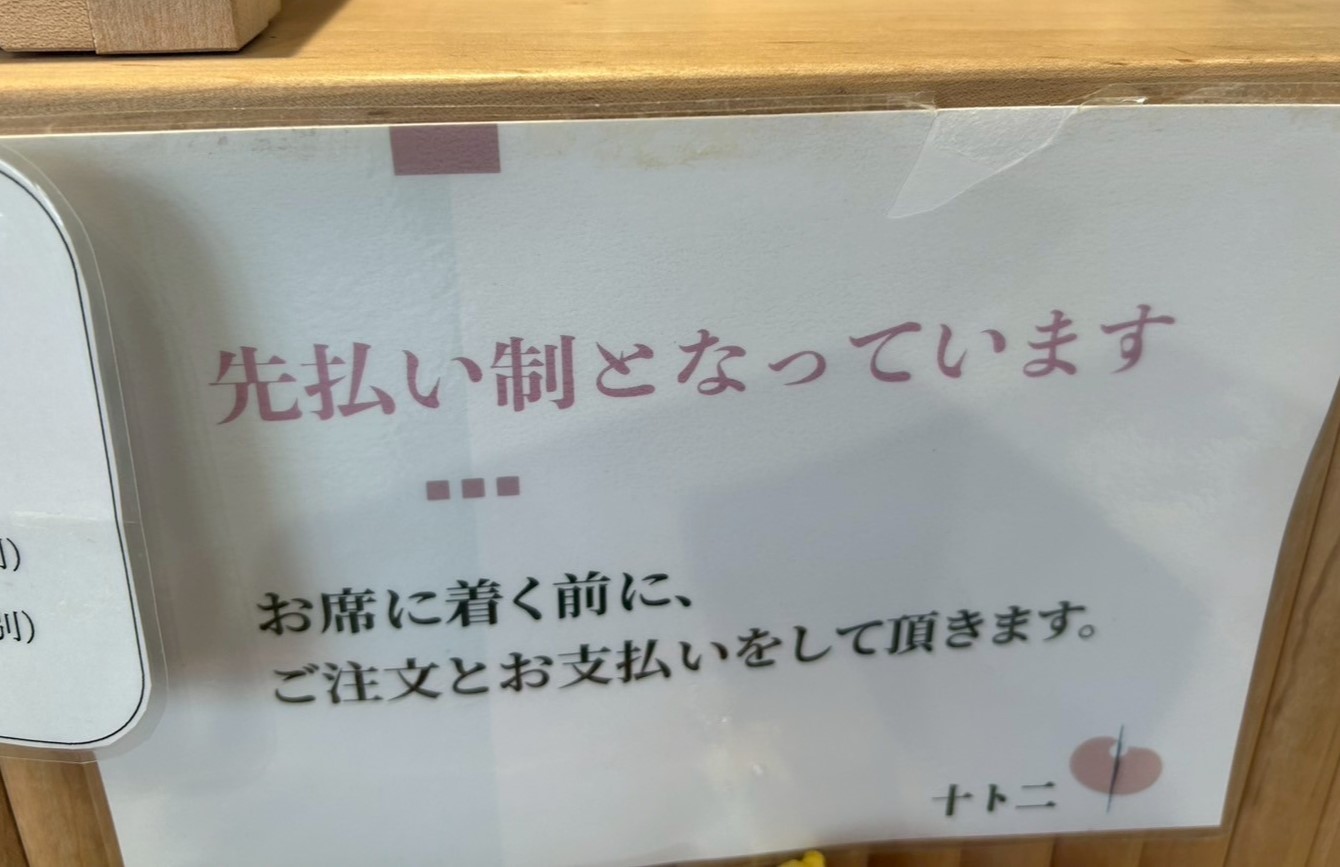 先払い制となっています
お席に着く前に、
ご注文とお支払いをして頂きます。
十ト二
別）